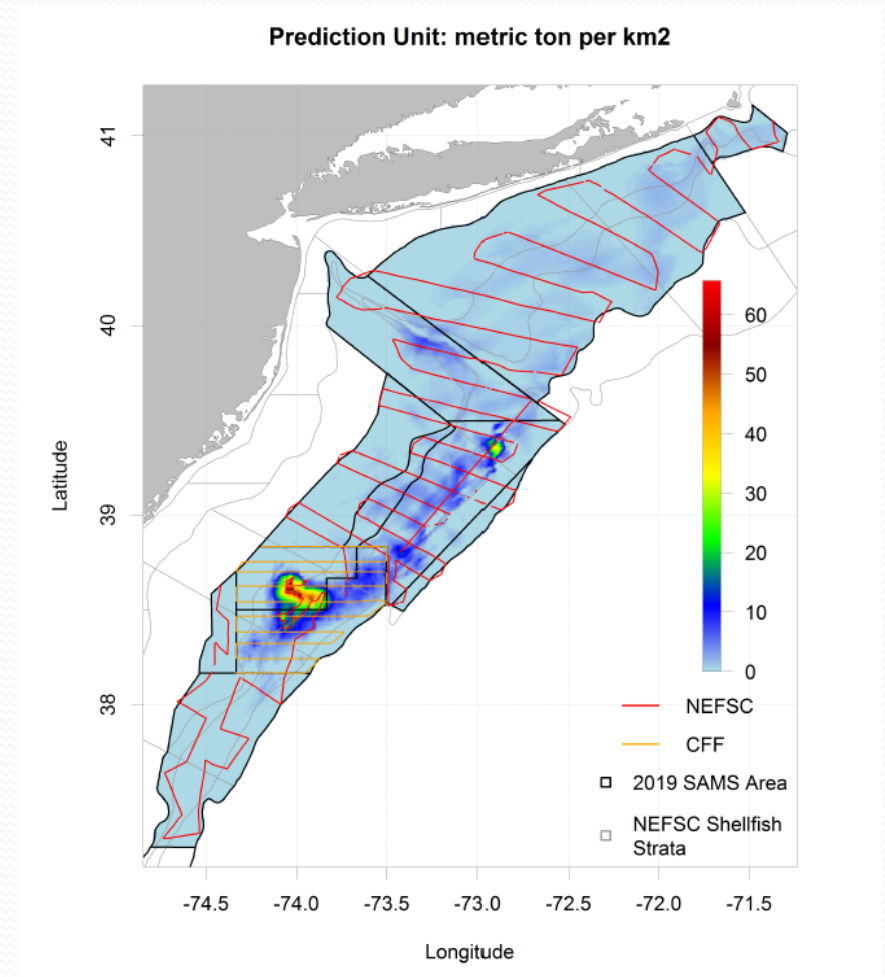 Prediction Unit: metric ton per km2
41
40
39
38
Latitude
60
50
40
30
20
10
0
NEFSC
CFF
2019 SAMS Area
NEFSC Shellfish
Strata
-74.5
-74.0
-73.5
-73.0
-72.5
-72.0
-71.5
Longitude